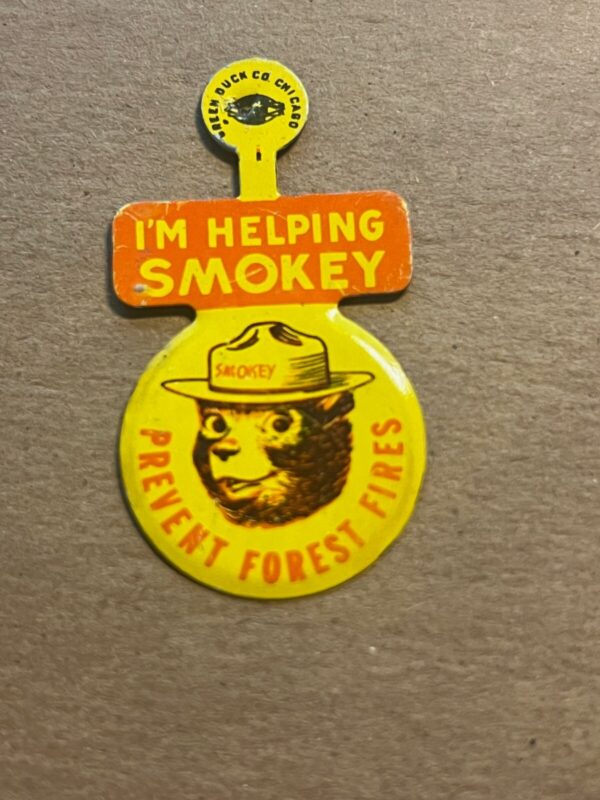 GREEN DUCK CO. CHICAGO
I'M HELPING
SMOKEY
SMOKEY
PREVENT FOREST FIRES